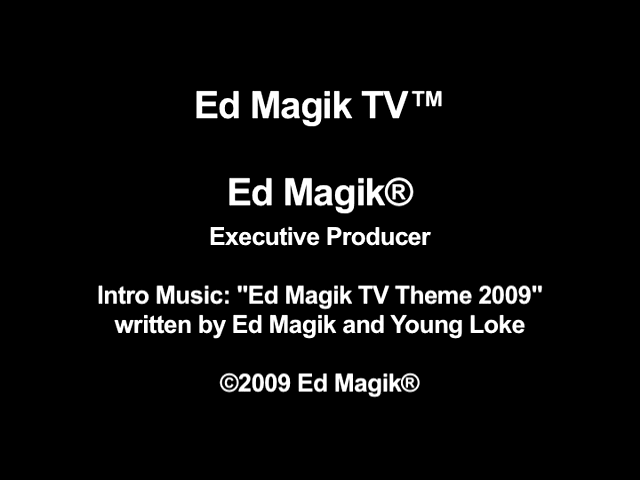 Ed Magik TV™
Ed Magik®
Executive Producer
Intro Music: "Ed Magik TV Theme 2009"
written by Ed Magik and Young Loke
©2009 Ed Magik®